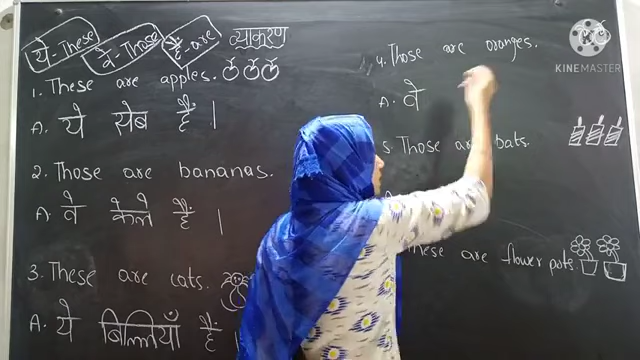 ये-These
वे-Those
हैं-are
व्याकरण
1. These are apples.
A. ये सेब हैं |
2. Those are bananas.
A. वे केले हैं |
3. These are cats.
A. ये बिल्लियाँ हैं |
4. Those are oranges.
A. वे
5. Those are bats.
These are flower pots.
KINEMASTER